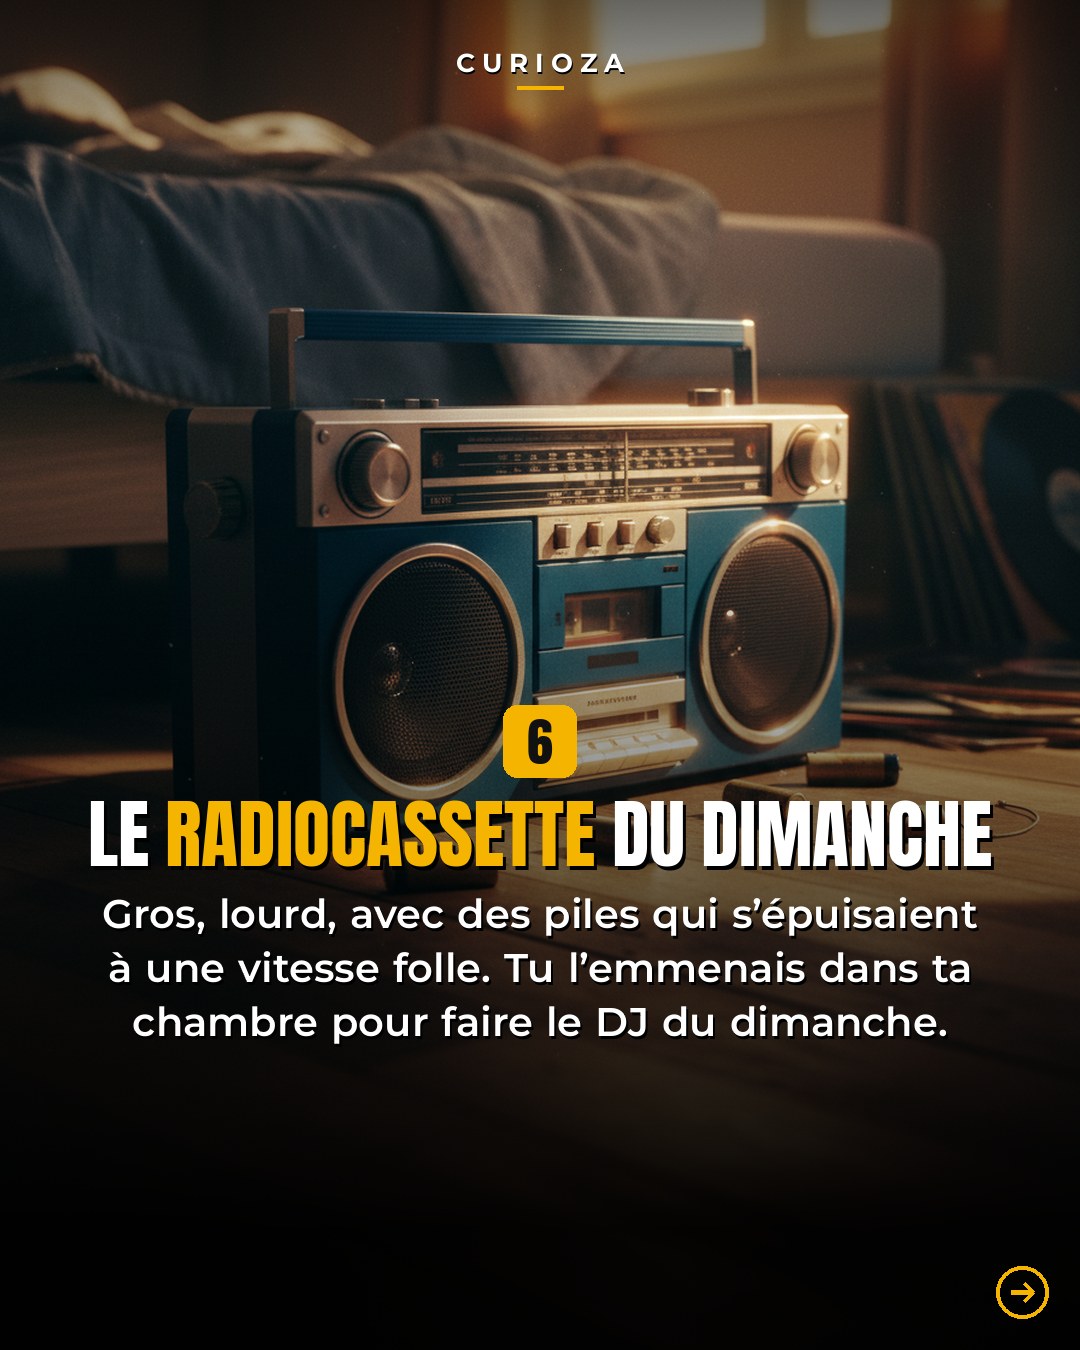 CURIOZA
6
LE RADIOCASSETTE DU DIMANCHE
Gros, lourd, avec des piles qui s’épuisaient
à une vitesse folle. Tu l’emmenais dans ta
chambre pour faire le DJ du dimanche.